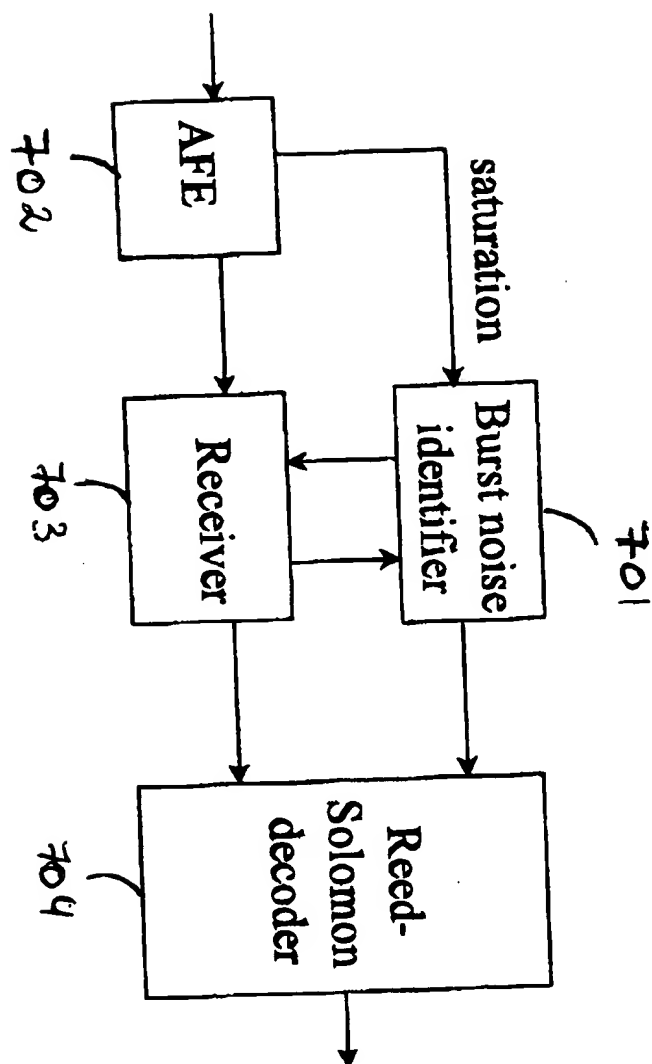 saturation
Burst noise
identifier
701
AFE
702
Receiver
703
Reed-
Solomon
decoder
704